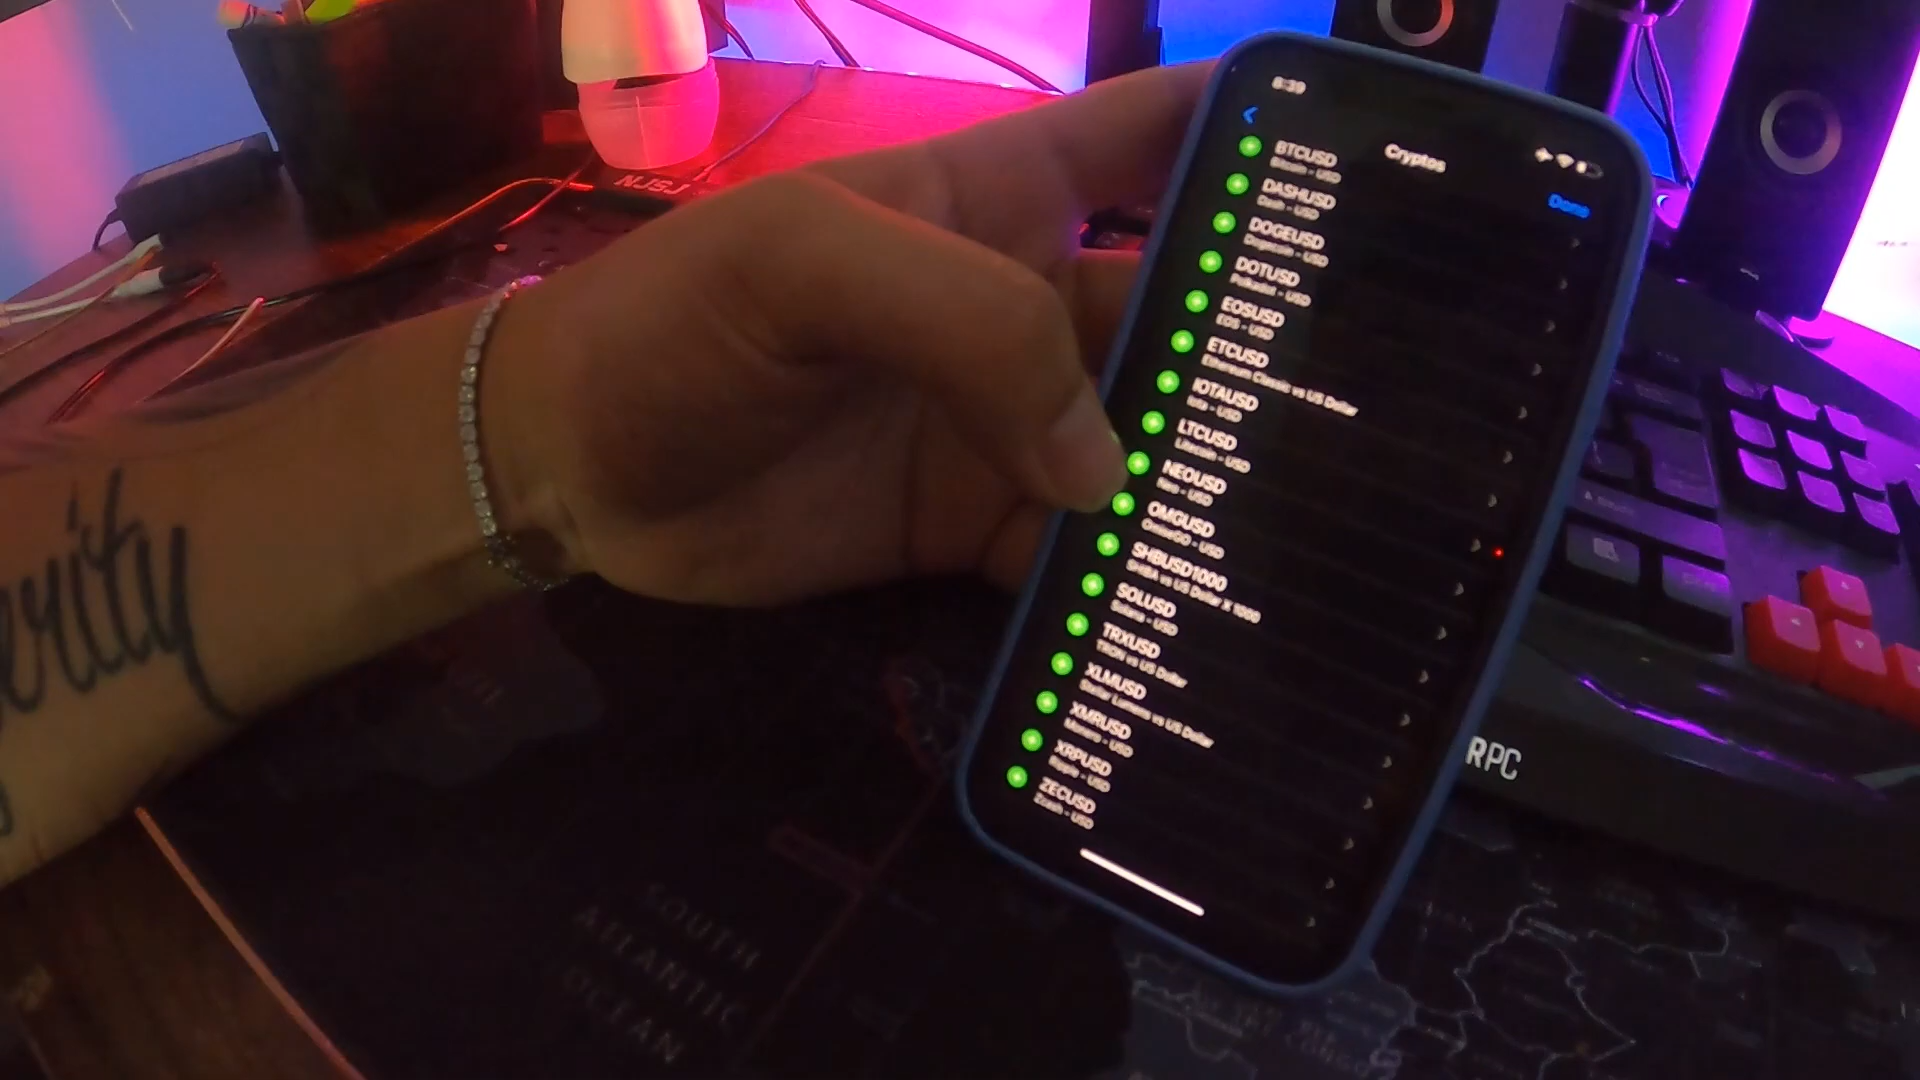 8:39
Cryptos
Done
BTCUSD
Bitcoin - USD
DASHUSD
Dash - USD
DOGEUSD
Dogecoin - USD
DOTUSD
Polkadot - USD
EOSUSD
EOS - USD
ETCUSD
Ethereum Classic vs US Dollar
IOTAUSD
Iota - USD
LTCUSD
Litecoin - USD
NEOUSD
Neo - USD
OMGUSD
OmiseGO - USD
SHBUSD1000
SHIBA vs US Dollar X 1000
SOLUSD
Solana - USD
TRXUSD
TRON vs US Dollar
XLMUSD
Stellar Lumens vs US Dollar
XMRUSD
Monero - USD
XRPUSD
Ripple - USD
ZECUSD
Zcash - USD
RPC
erity
SOUTH
ATLANTIC
OCEAN